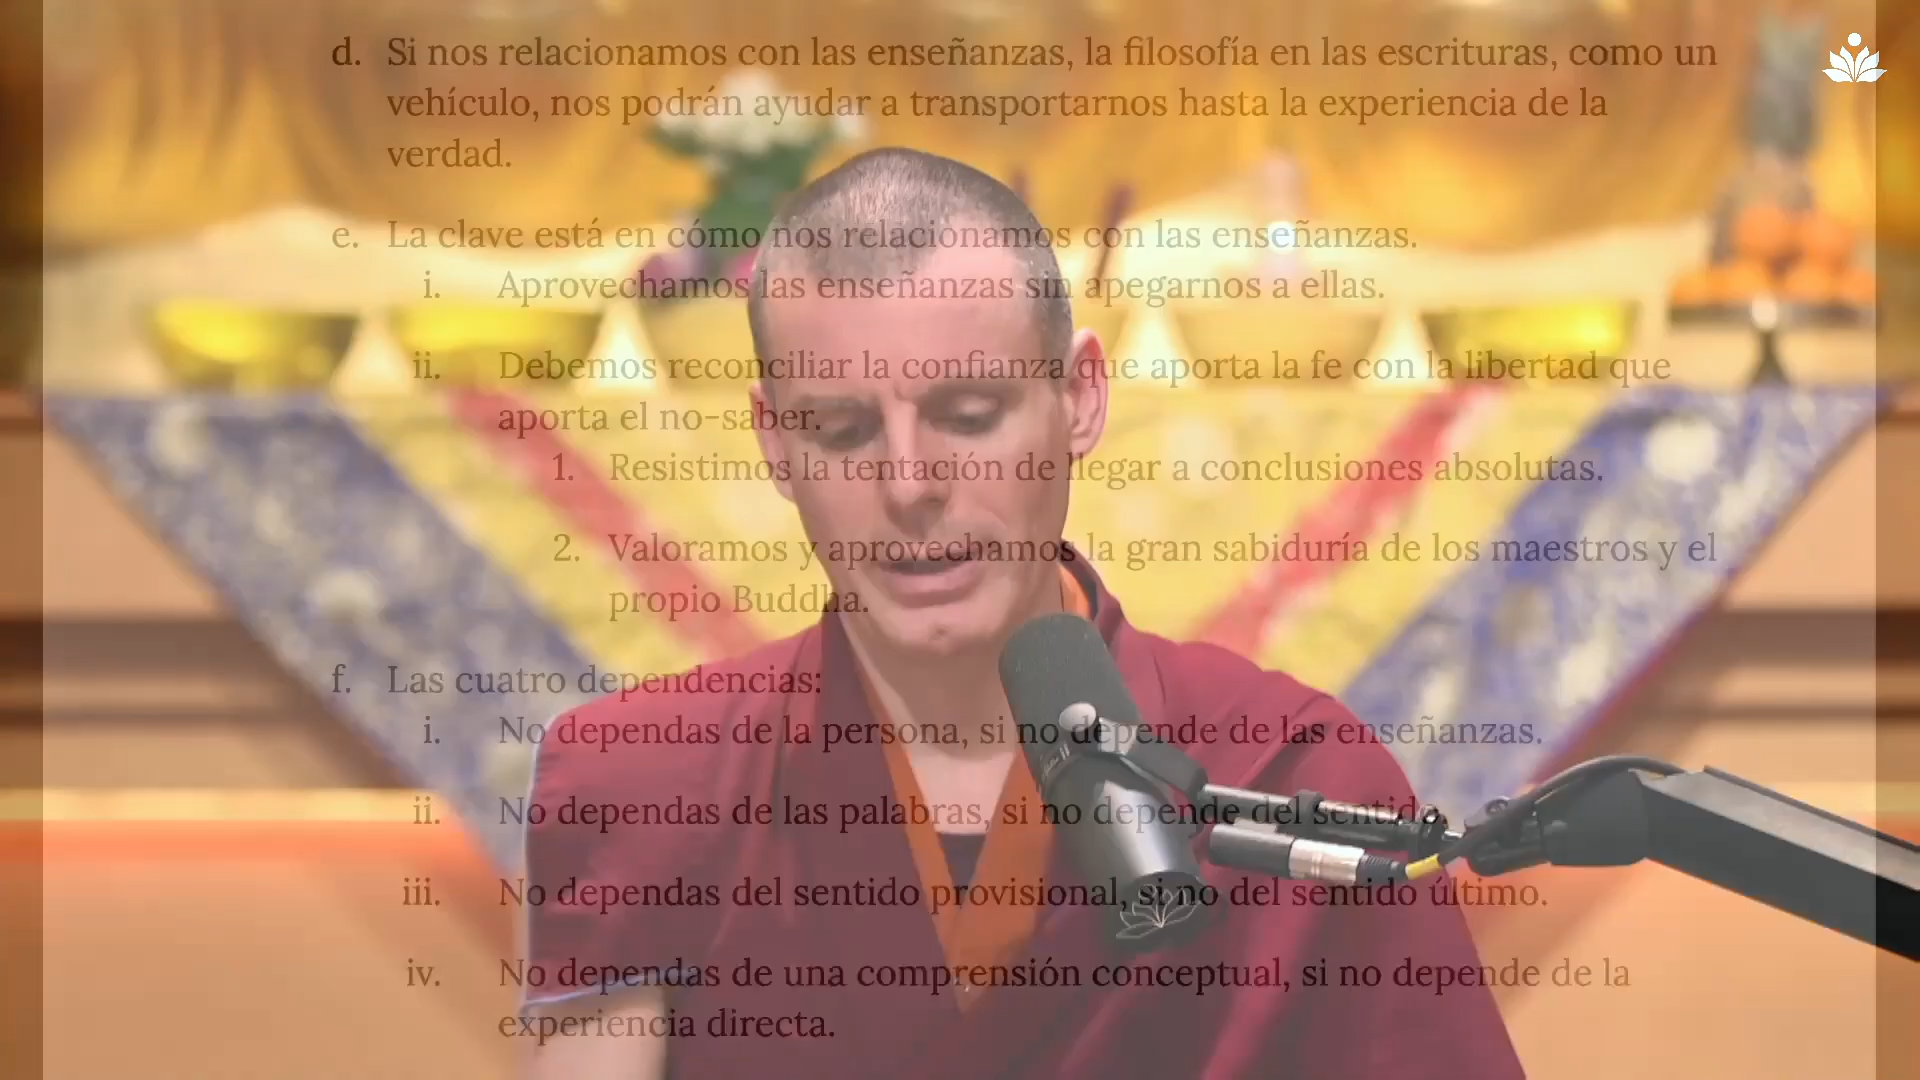 d. Si nos relacionamos con las enseñanzas, la filosofía en las escrituras, como un
vehículo, nos podrán ayudar a transportarnos hasta la experiencia de la
verdad.
e. La clave está en cómo nos relacionamos con las enseñanzas.
i. Aprovechamos las enseñanzas sin apegarnos a ellas.
ii. Debemos reconciliar la confianza que aporta la fe con la libertad que
aporta el no-saber.
1. Resistimos la tentación de llegar a conclusiones absolutas.
2. Valoramos y aprovechamos la gran sabiduría de los maestros y el
propio Buddha.
f. Las cuatro dependencias:
i. No dependas de la persona, si no depende de las enseñanzas.
ii. No dependas de las palabras, si no depende del sentido.
iii. No dependas del sentido provisional, si no del sentido último.
iv. No dependas de una comprensión conceptual, si no depende de la
experiencia directa.